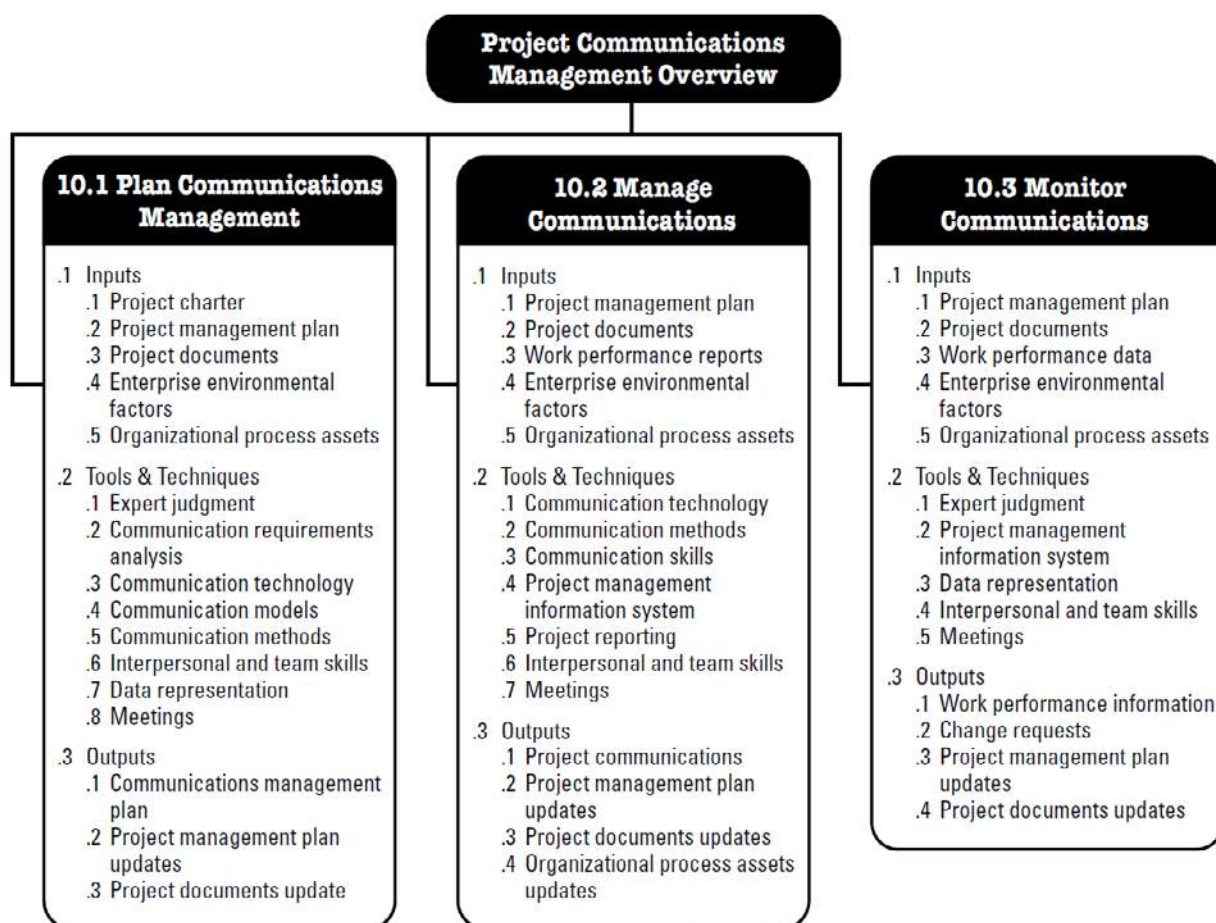 Project Communications
Management Overview
10.1 Plan Communications
Management
.1 Inputs
.1 Project charter
.2 Project management plan
.3 Project documents
.4 Enterprise environmental
factors
.5 Organizational process assets
.2 Tools & Techniques
.1 Expert judgment
.2 Communication requirements
analysis
.3 Communication technology
.4 Communication models
.5 Communication methods
.6 Interpersonal and team skills
.7 Data representation
.8 Meetings
.3 Outputs
.1 Communications management
plan
.2 Project management plan
updates
.3 Project documents update
10.2 Manage
Communications
.1 Inputs
.1 Project management plan
.2 Project documents
.3 Work performance reports
.4 Enterprise environmental
factors
.5 Organizational process assets
.2 Tools & Techniques
.1 Communication technology
.2 Communication methods
.3 Communication skills
.4 Project management
information system
.5 Project reporting
.6 Interpersonal and team skills
.7 Meetings
.3 Outputs
.1 Project communications
.2 Project management plan
updates
.3 Project documents updates
.4 Organizational process assets
updates
10.3 Monitor
Communications
.1 Inputs
.1 Project management plan
.2 Project documents
.3 Work performance data
.4 Enterprise environmental
factors
.5 Organizational process assets
.2 Tools & Techniques
.1 Expert judgment
.2 Project management
information system
.3 Data representation
.4 Interpersonal and team skills
.5 Meetings
.3 Outputs
.1 Work performance information
.2 Change requests
.3 Project management plan
updates
.4 Project documents updates